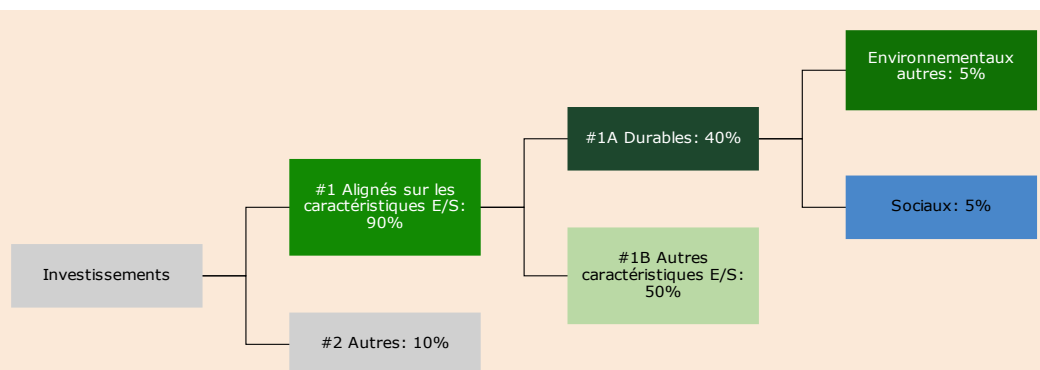 Environnementaux
autres: 5%
#1A Durables: 40%
#1 Alignés sur les
caractéristiques E/S:
90%
Sociaux: 5%
#1B Autres
caractéristiques E/S:
50%
Investissements
#2 Autres: 10%